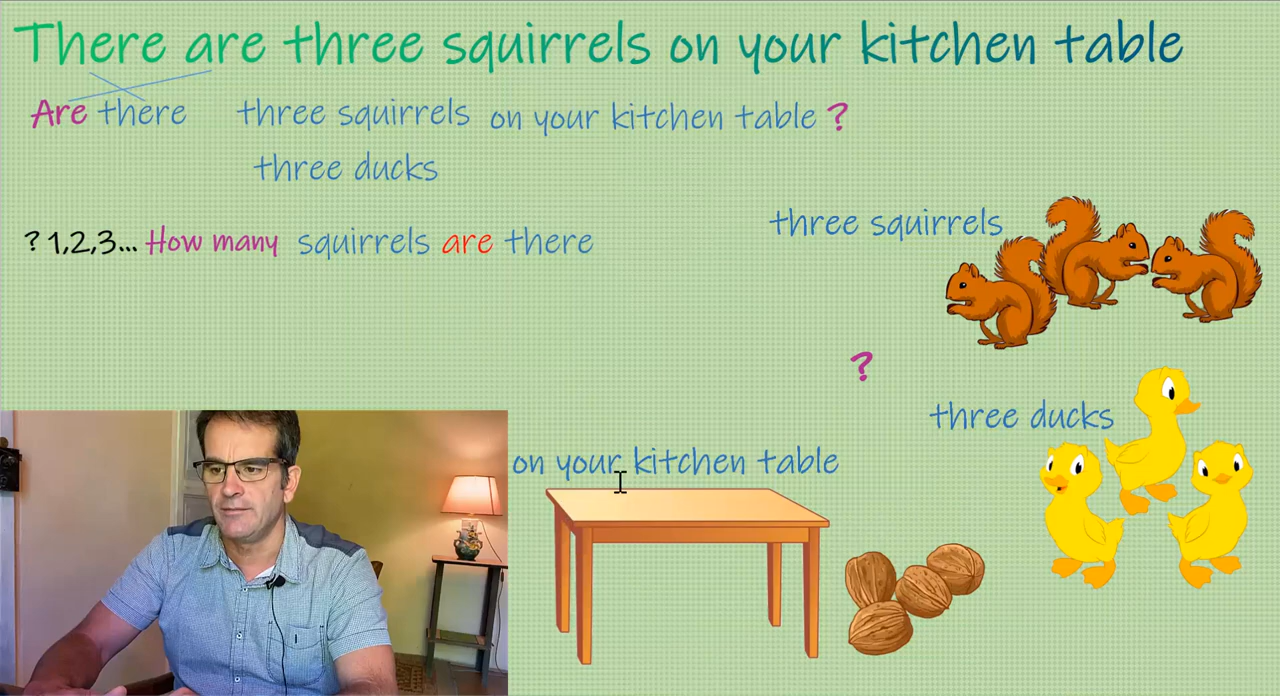 There are three squirrels on your kitchen table
Are there three squirrels on your kitchen table ?
three ducks
three squirrels
? 1,2,3... How many squirrels are there
?
three ducks
on your kitchen table